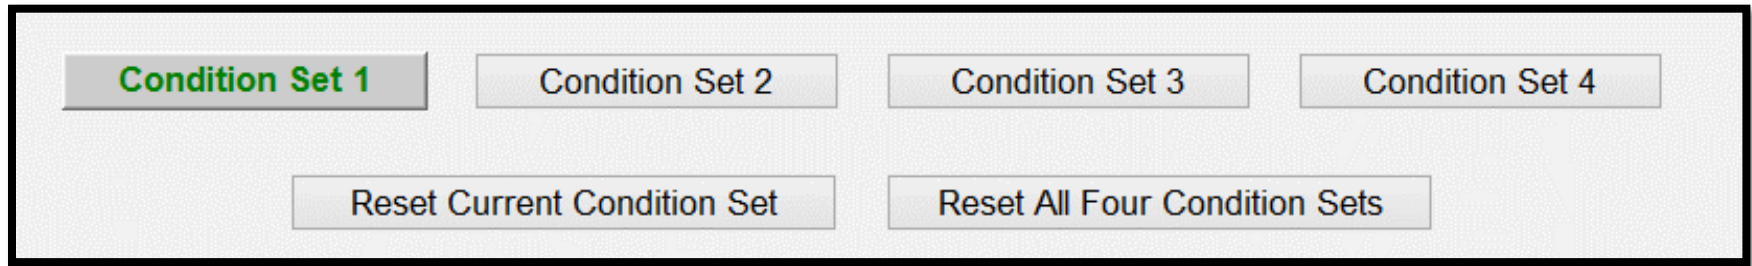 Condition Set 1 Condition Set 2 Condition Set 3 Condition Set 4
Reset Current Condition Set Reset All Four Condition Sets